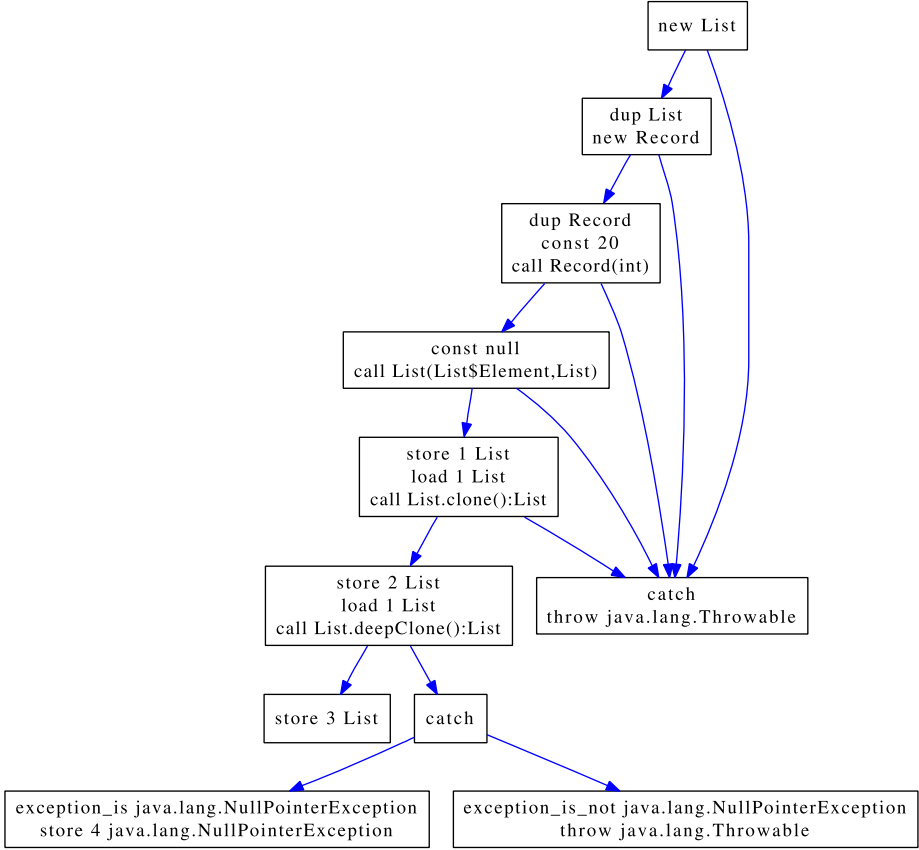 new List
dup List
new Record
dup Record
const 20
call Record(int)
const null
call List(List$Element,List)
store 1 List
load 1 List
call List.clone():List
store 2 List
load 1 List
call List.deepClone():List
catch
throw java.lang.Throwable
store 3 List
catch
exception_is java.lang.NullPointerException
store 4 java.lang.NullPointerException
exception_is_not java.lang.NullPointerException
throw java.lang.Throwable